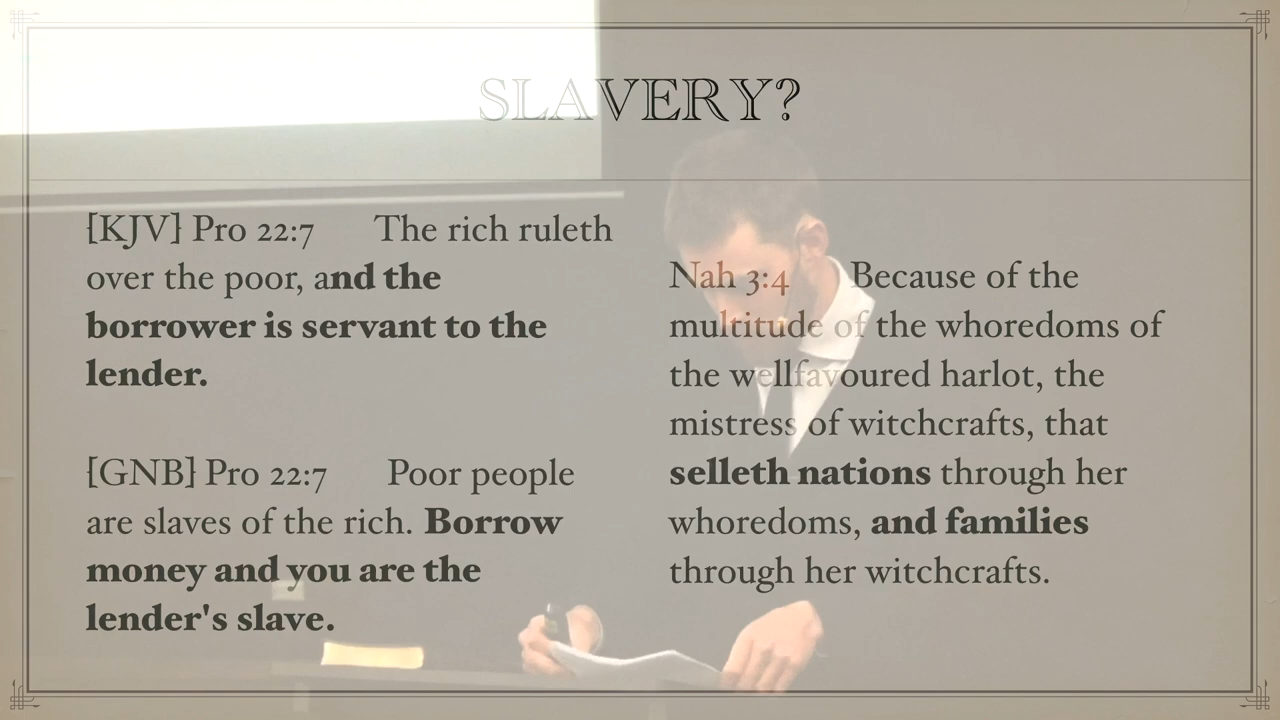 SLAVERY?
[KJV] Pro 22:7 The rich ruleth
over the poor, and the
borrower is servant to the
lender.
[GNB] Pro 22:7 Poor people
are slaves of the rich. Borrow
money and you are the
lender's slave.
Nah 3:4 Because of the
multitude of the whoredoms of
the wellfavoured harlot, the
mistress of witchcrafts, that
selleth nations through her
whoredoms, and families
through her witchcrafts.